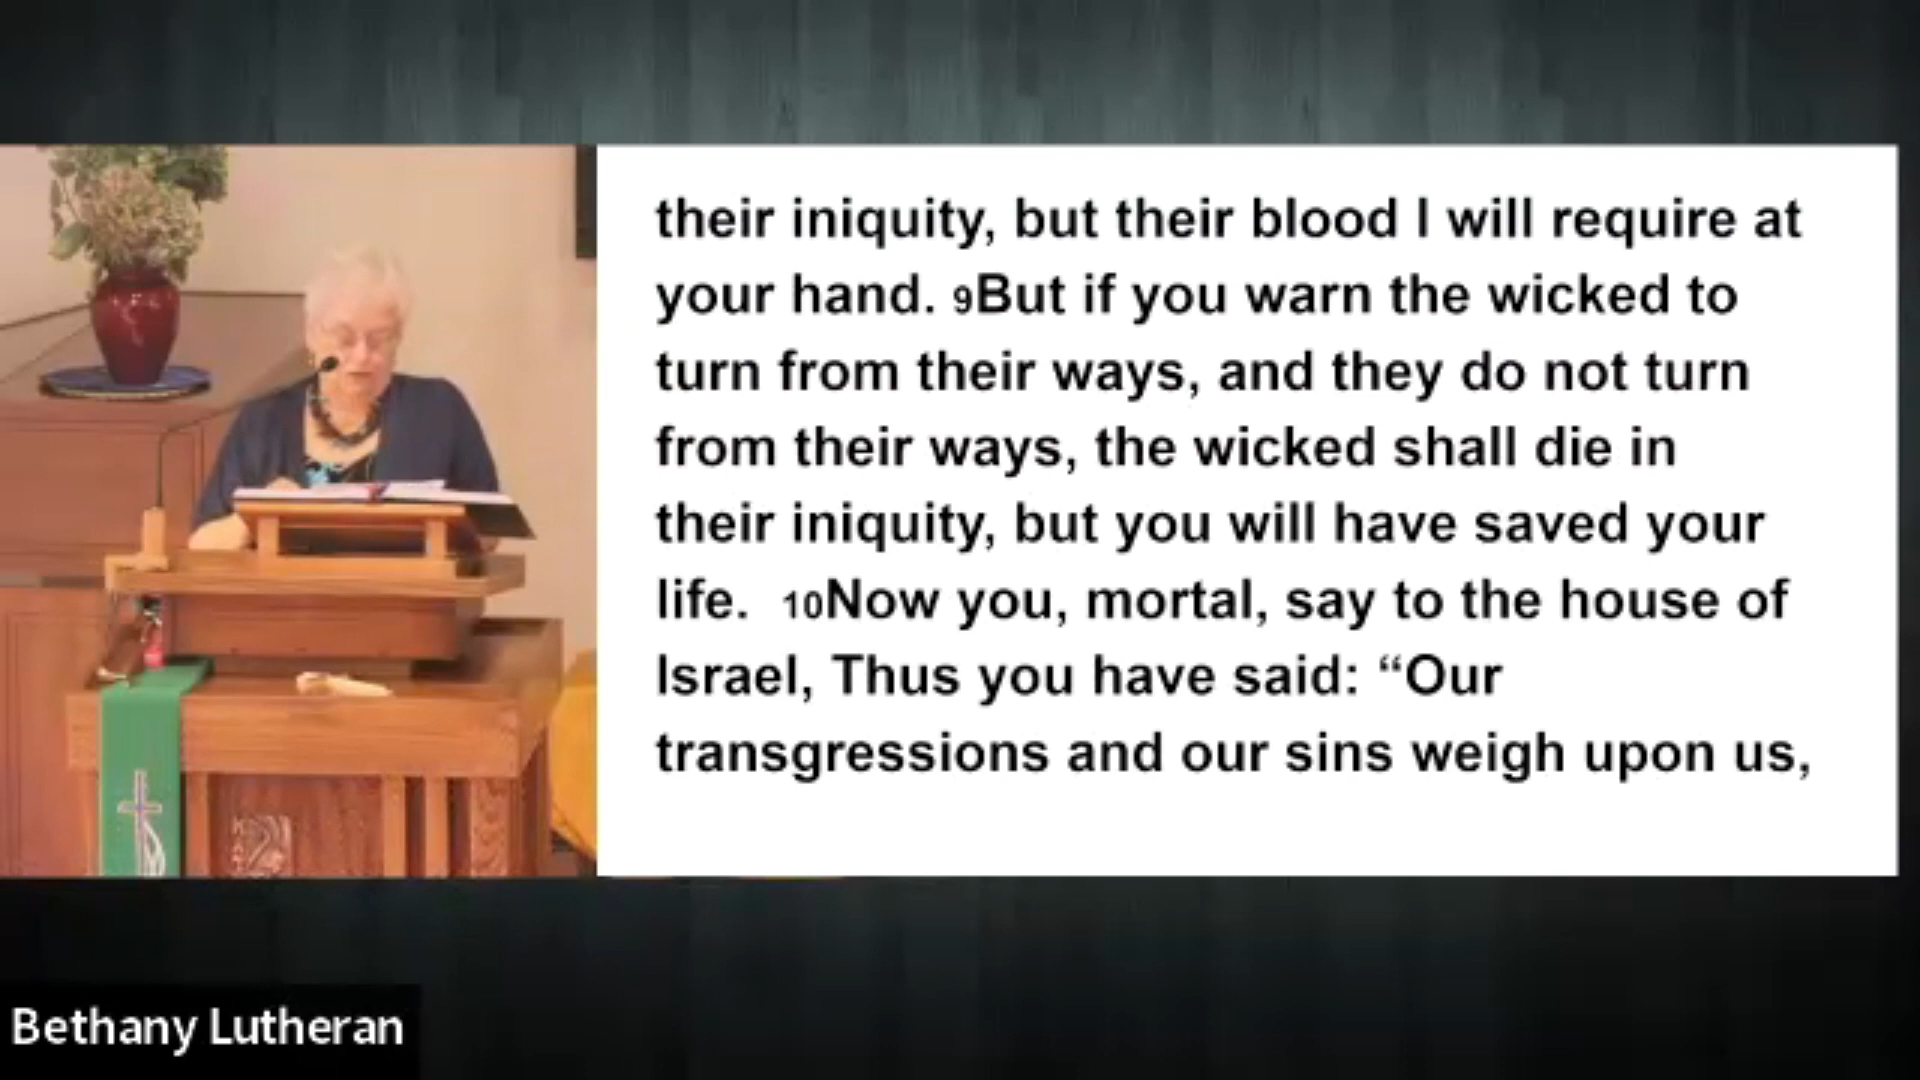 their iniquity, but their blood I will require at
your hand. 9But if you warn the wicked to
turn from their ways, and they do not turn
from their ways, the wicked shall die in
their iniquity, but you will have saved your
life. 10Now you, mortal, say to the house of
Israel, Thus you have said: “Our
transgressions and our sins weigh upon us,
Bethany Lutheran